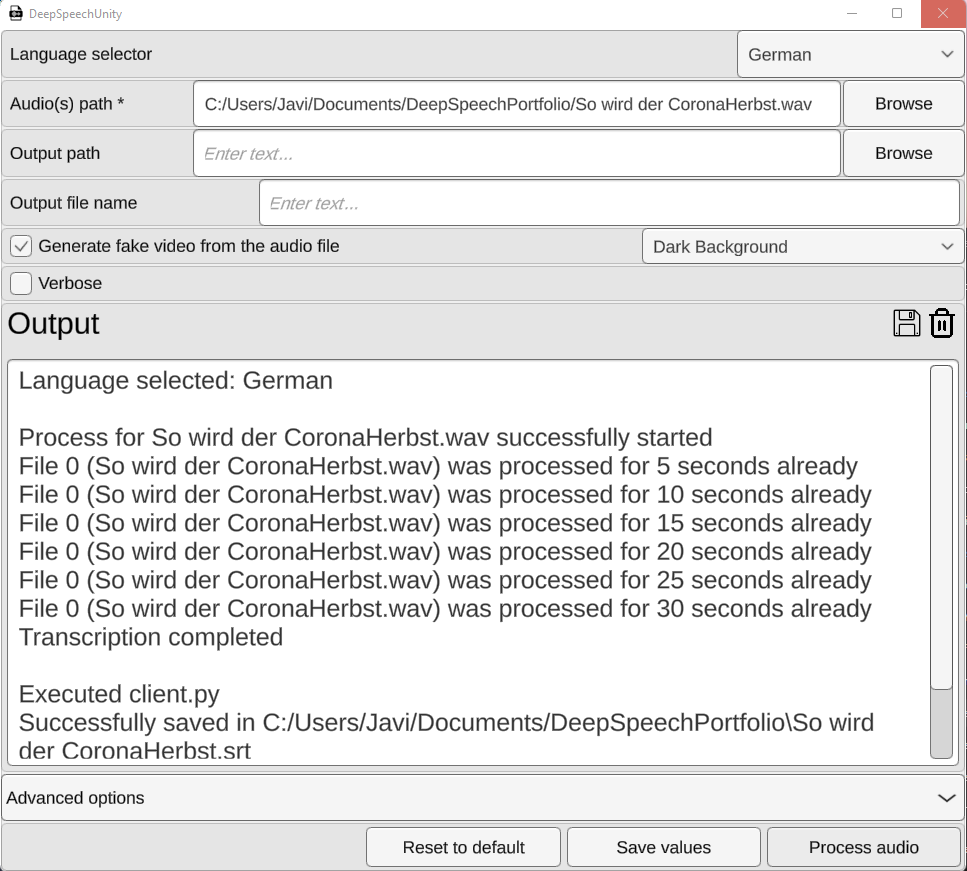 DeepSpeechUnity
Language selector
German
Audio(s) path *
C:/Users/Javi/Documents/DeepSpeechPortfolio/So wird der CoronaHerbst.wav
Browse
Output path
Enter text...
Browse
Output file name
Enter text...
Generate fake video from the audio file
Dark Background
Verbose
Output
Language selected: German
Process for So wird der CoronaHerbst.wav successfully started
File 0 (So wird der CoronaHerbst.wav) was processed for 5 seconds already
File 0 (So wird der CoronaHerbst.wav) was processed for 10 seconds already
File 0 (So wird der CoronaHerbst.wav) was processed for 15 seconds already
File 0 (So wird der CoronaHerbst.wav) was processed for 20 seconds already
File 0 (So wird der CoronaHerbst.wav) was processed for 25 seconds already
File 0 (So wird der CoronaHerbst.wav) was processed for 30 seconds already
Transcription completed
Executed client.py
Successfully saved in C:/Users/Javi/Documents/DeepSpeechPortfolio\So wird
der CoronaHerbst.srt
Advanced options
Reset to default
Save values
Process audio